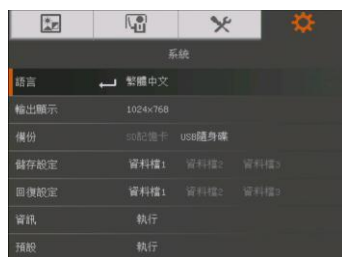 系統
語言 繁體中文
輸出顯示 1024x768
備份 SD記憶卡 USB隨身碟
儲存設定 資料檔1 資料檔2 資料檔3
回復設定 資料檔1 資料檔2 資料檔3
資訊 執行
預設 執行